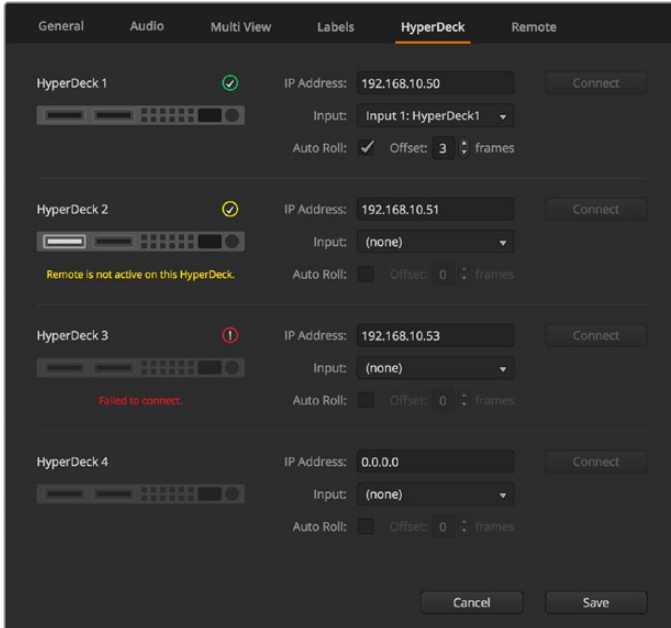 General Audio Multi View Labels HyperDeck Remote
HyperDeck 1 IP Address: 192.168.10.50 Connect
Input: Input 1: HyperDeck1
Auto Roll: Offset: 3 frames
HyperDeck 2 IP Address: 192.168.10.51 Connect
Input: (none)
Remote is not active on this HyperDeck. Auto Roll: Offset: 0 frames
HyperDeck 3 IP Address: 192.168.10.53 Connect
Input: (none)
Failed to connect. Auto Roll: Offset: 0 frames
HyperDeck 4 IP Address: 0.0.0.0 Connect
Input: (none)
Auto Roll: Offset: 0 frames
Cancel Save